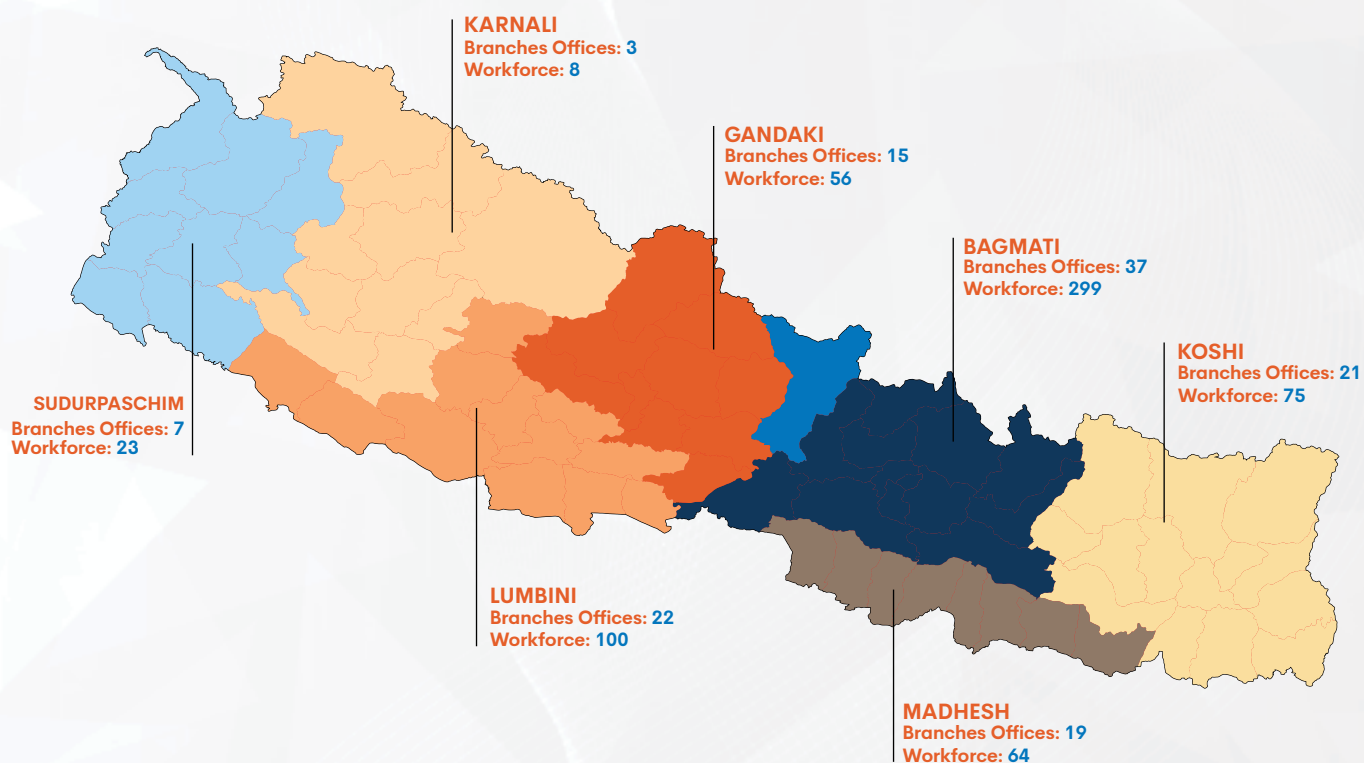 KARNALI
Branches Offices: 3
Workforce: 8
GANDAKI
Branches Offices: 15
Workforce: 56
BAGMATI
Branches Offices: 37
Workforce: 299
KOSHI
Branches Offices: 21
Workforce: 75
SUDURPASCHIM
Branches Offices: 7
Workforce: 23
LUMBINI
Branches Offices: 22
Workforce: 100
MADHESH
Branches Offices: 19
Workforce: 64